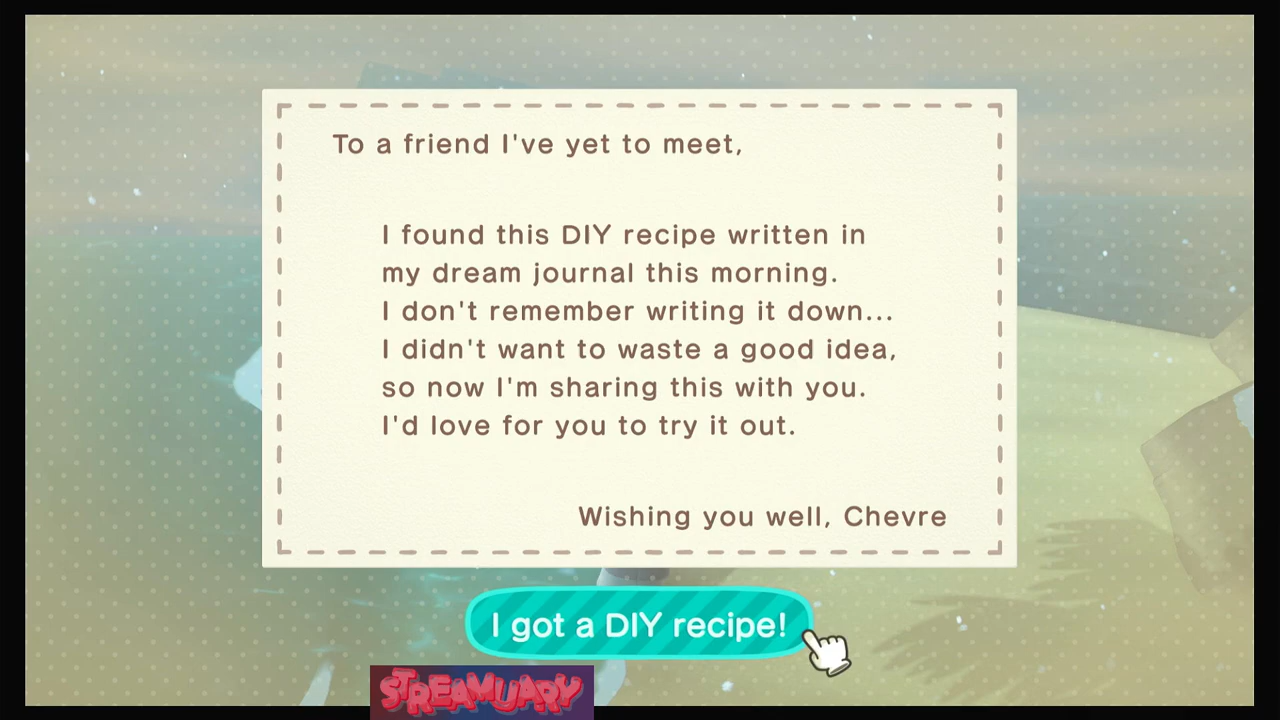 To a friend I've yet to meet,
I found this DIY recipe written in
my dream journal this morning.
I don't remember writing it down...
I didn't want to waste a good idea,
so now I'm sharing this with you.
I'd love for you to try it out.
Wishing you well, Chevre
I got a DIY recipe!
STREAMUARY